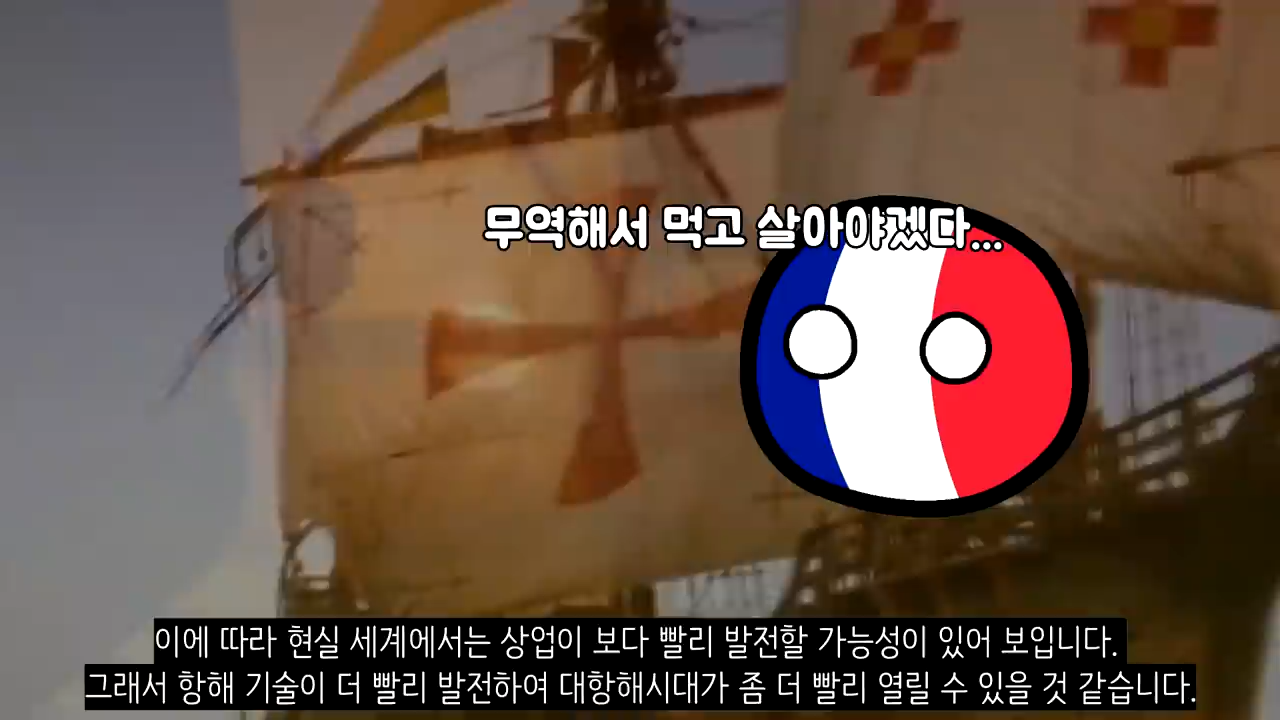 무역해서 먹고 살아야겠다...
이에 따라 현실 세계에서는 상업이 보다 빨리 발전할 가능성이 있어 보입니다.
그래서 항해 기술이 더 빨리 발전하여 대항해시대가 좀 더 빨리 열릴 수 있을 것 같습니다.